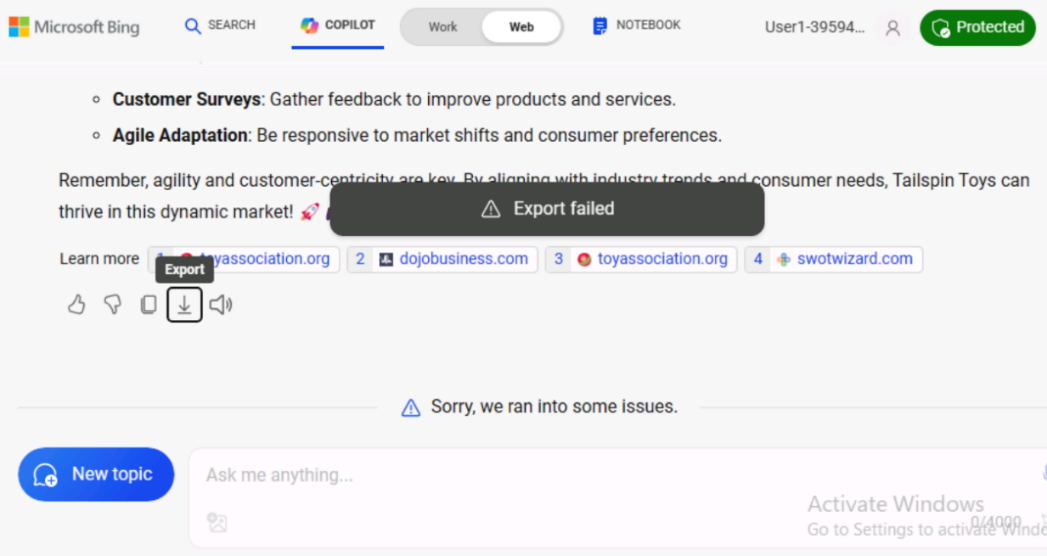 Microsoft Bing SEARCH COPILOT Work Web NOTEBOOK User1-39594... Protected
Customer Surveys: Gather feedback to improve products and services.
Agile Adaptation: Be responsive to market shifts and consumer preferences.
Remember, agility and customer-centricity are key. By aligning with industry trends and consumer needs, Tailspin Toys can
thrive in this dynamic market! 🚀
Export failed
Learn more 1 toyassociation.org 2 dojobusiness.com 3 toyassociation.org 4 swotwizard.com
Export
Sorry, we ran into some issues.
New topic Ask me anything...
Activate Windows
0/4000
Go to Settings to activate Windo